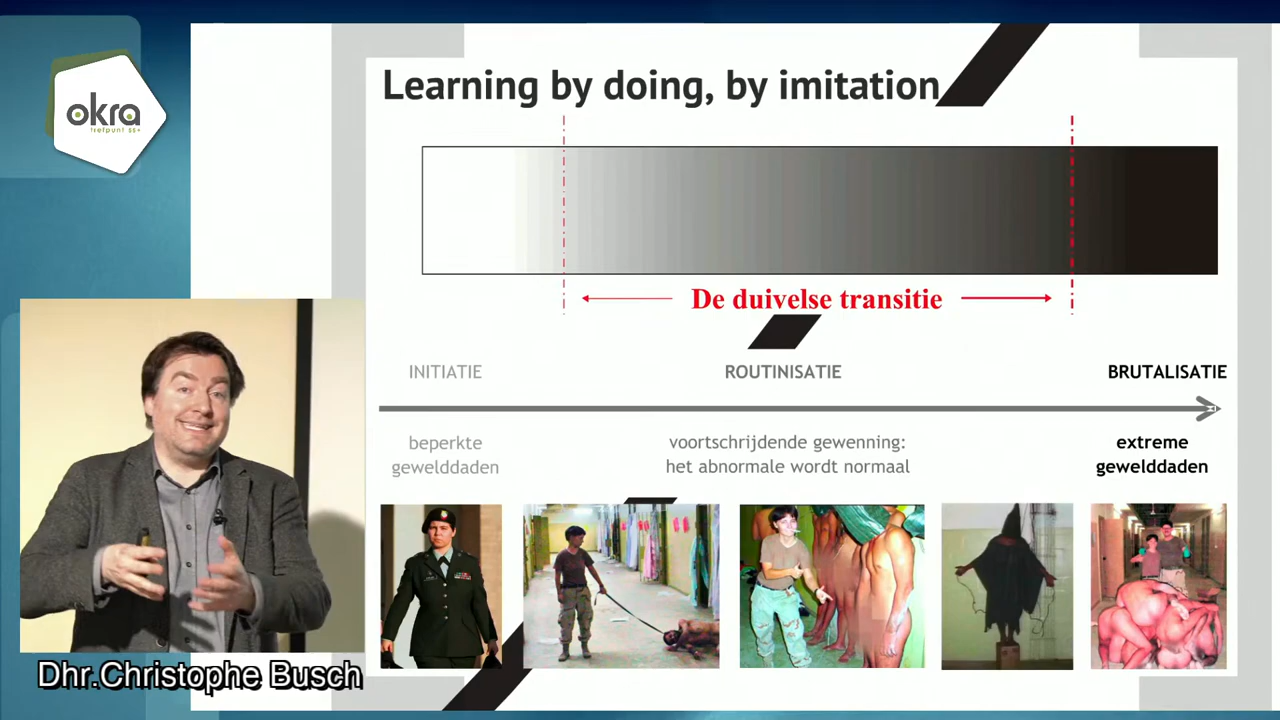 okra
trefpunt 55+
Learning by doing, by imitation
De duivelse transitie
INITIATIE
ROUTINISATIE
BRUTALISATIE
beperkte
gewelddaden
voortschrijdende gewenning:
het abnormale wordt normaal
extreme
gewelddaden
Dhr.Christophe Busch